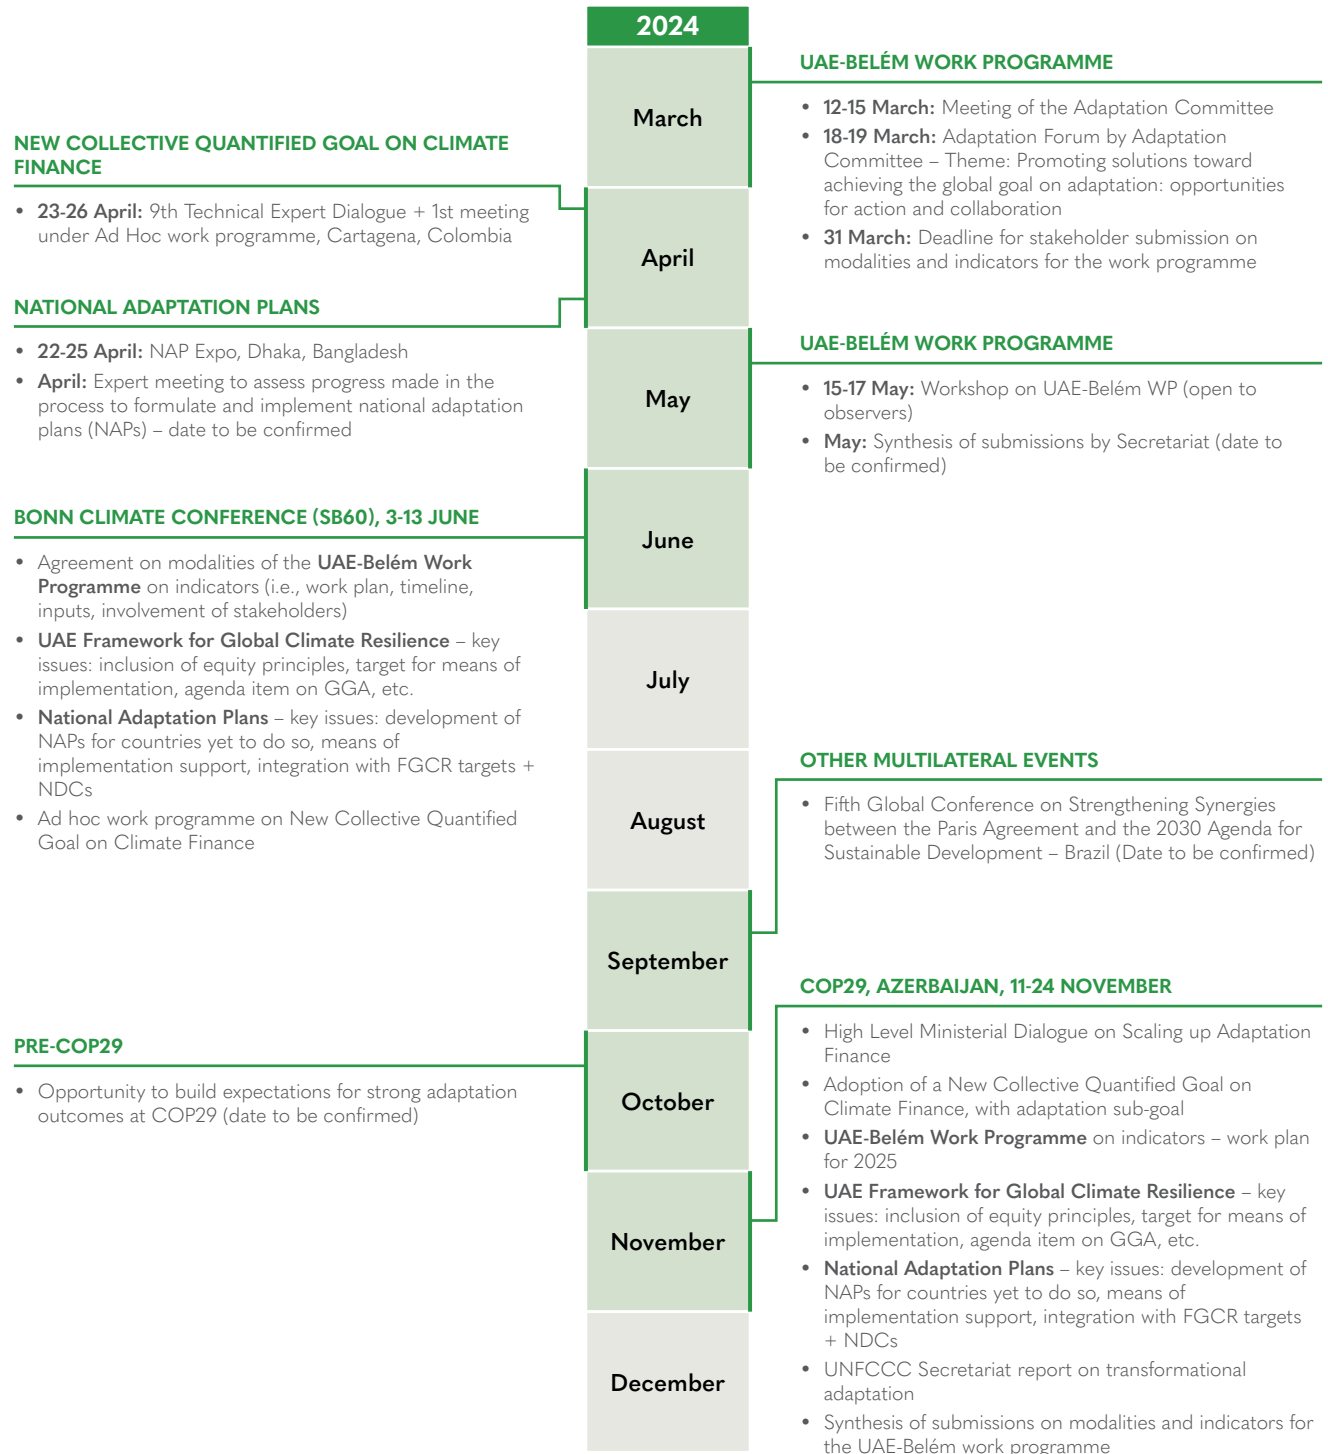 2024
March
UAE-BELÉM WORK PROGRAMME
• 12-15 March: Meeting of the Adaptation Committee
• 18-19 March: Adaptation Forum by Adaptation
Committee – Theme: Promoting solutions toward
achieving the global goal on adaptation: opportunities
for action and collaboration
• 31 March: Deadline for stakeholder submission on
modalities and indicators for the work programme
NEW COLLECTIVE QUANTIFIED GOAL ON CLIMATE
FINANCE
• 23-26 April: 9th Technical Expert Dialogue + 1st meeting
under Ad Hoc work programme, Cartagena, Colombia
April
NATIONAL ADAPTATION PLANS
• 22-25 April: NAP Expo, Dhaka, Bangladesh
• April: Expert meeting to assess progress made in the
process to formulate and implement national adaptation
plans (NAPs) – date to be confirmed
May
UAE-BELÉM WORK PROGRAMME
• 15-17 May: Workshop on UAE-Belém WP (open to
observers)
• May: Synthesis of submissions by Secretariat (date to
be confirmed)
BONN CLIMATE CONFERENCE (SB60), 3-13 JUNE
• Agreement on modalities of the UAE-Belém Work
Programme on indicators (i.e., work plan, timeline,
inputs, involvement of stakeholders)
• UAE Framework for Global Climate Resilience – key
issues: inclusion of equity principles, target for means of
implementation, agenda item on GGA, etc.
• National Adaptation Plans – key issues: development of
NAPs for countries yet to do so, means of
implementation support, integration with FGCR targets +
NDCs
• Ad hoc work programme on New Collective Quantified
Goal on Climate Finance
June
July
August
OTHER MULTILATERAL EVENTS
• Fifth Global Conference on Strengthening Synergies
between the Paris Agreement and the 2030 Agenda for
Sustainable Development – Brazil (Date to be confirmed)
September
PRE-COP29
• Opportunity to build expectations for strong adaptation
outcomes at COP29 (date to be confirmed)
October
November
COP29, AZERBAIJAN, 11-24 NOVEMBER
• High Level Ministerial Dialogue on Scaling up Adaptation
Finance
• Adoption of a New Collective Quantified Goal on
Climate Finance, with adaptation sub-goal
• UAE-Belém Work Programme on indicators – work plan
for 2025
• UAE Framework for Global Climate Resilience – key
issues: inclusion of equity principles, target for means of
implementation, agenda item on GGA, etc.
• National Adaptation Plans – key issues: development of
NAPs for countries yet to do so, means of
implementation support, integration with FGCR targets
+ NDCs
• UNFCCC Secretariat report on transformational
adaptation
• Synthesis of submissions on modalities and indicators for
the UAE-Belém work programme
December